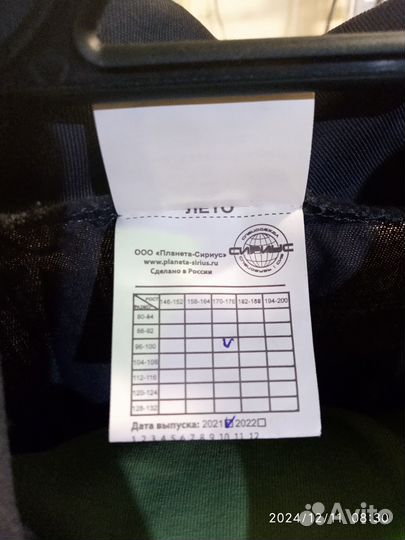 ЛЕТО
ООО «Планета-Сириус»
www.planeta-sirius.ru
Сделано в России
СПЕЦОДЕЖДА
СИРИУС
РОСТ 146-152 158-164 170-176 182-188 194-200
РАЗМЕР
80-84
88-92
96-100
104-108
112-116
120-124
128-132
Дата выпуска: 2021 2022
1 2 3 4 5 6 7 8 9 10 11 12
2024/12/11 08:30
Avito